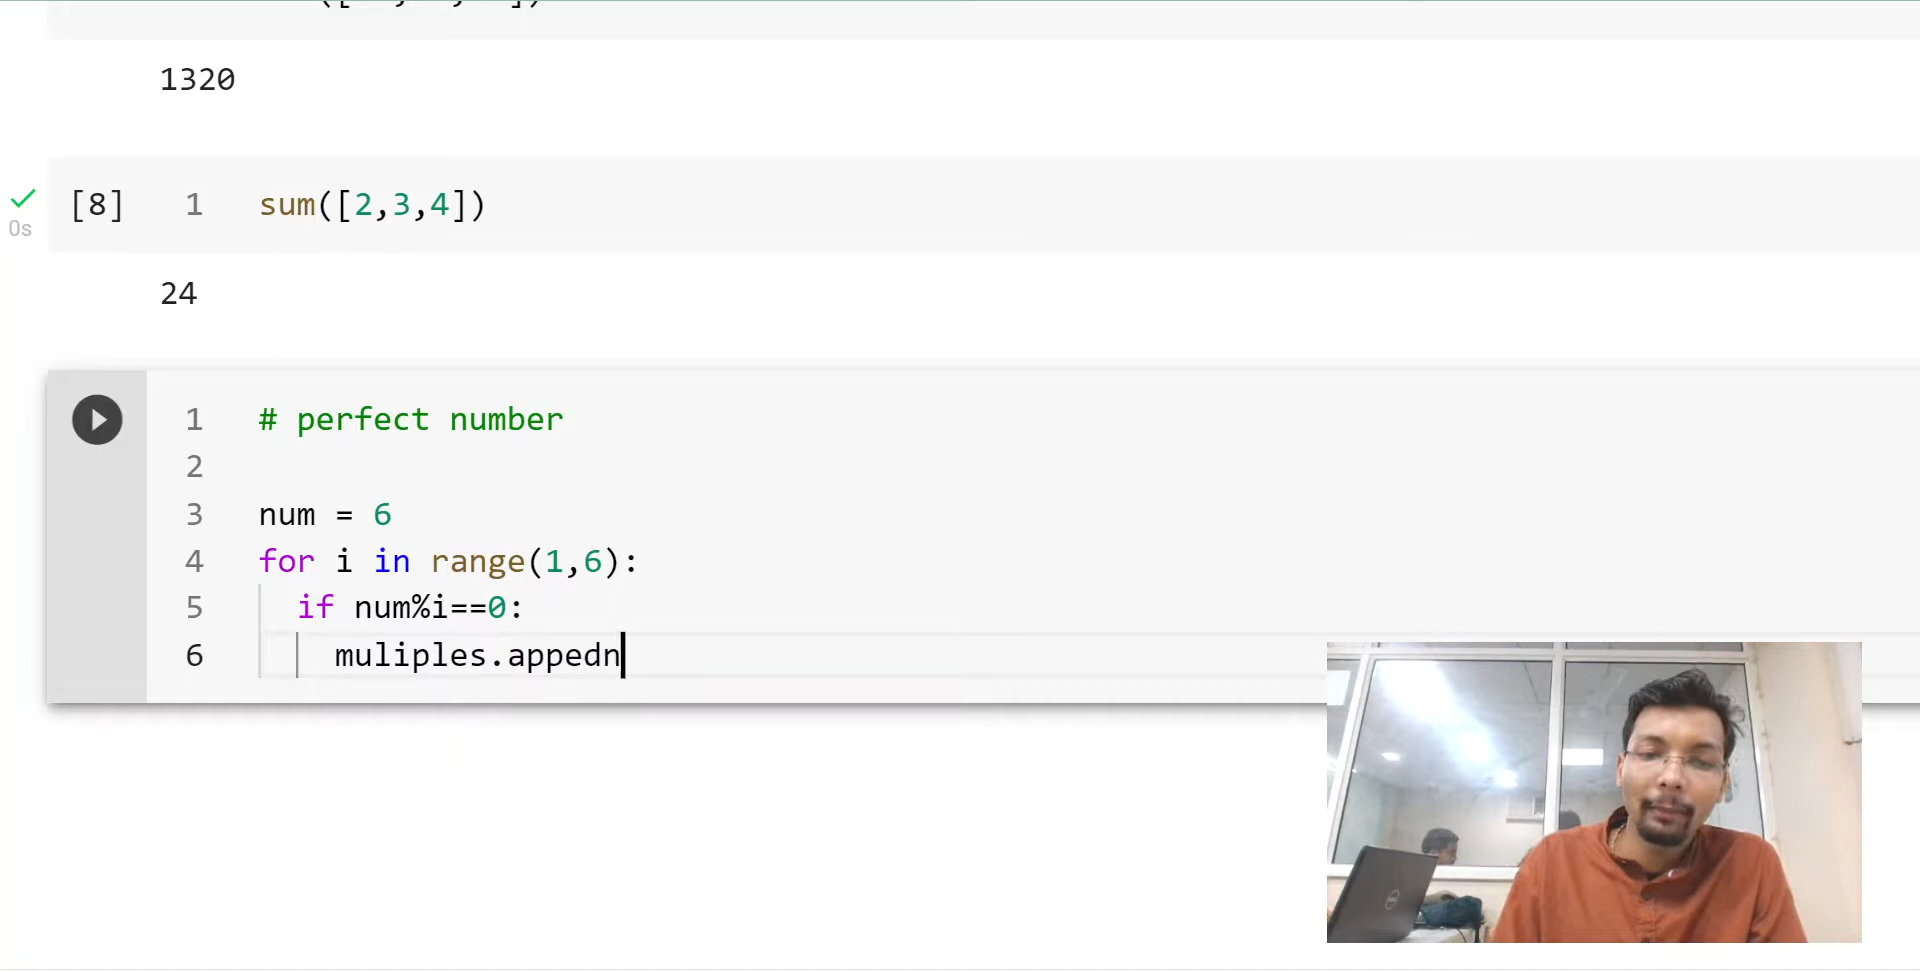 1320
[8] 1 sum([2,3,4])
0s
24
1 # perfect number
2
3 num = 6
4 for i in range(1,6):
5 if num%i==0:
6 muliples.appedn